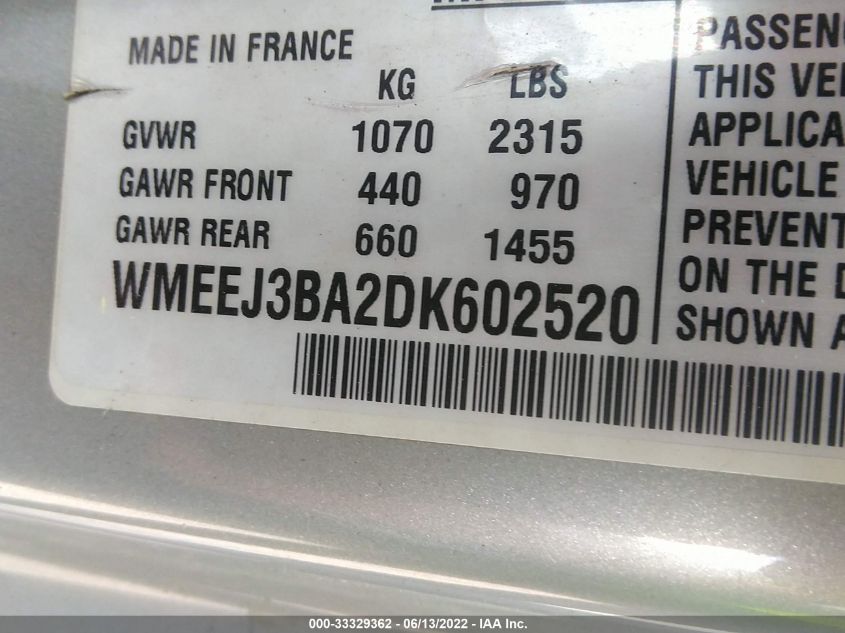 MADE IN FRANCE
KG LBS
GVWR 1070 2315
GAWR FRONT 440 970
GAWR REAR 660 1455
WMEEJ3BA2DK602520
PASSENG
THIS VEH
APPLICA
VEHICLE
PREVENT
ON THE D
SHOWN A
000-33329362 - 06/13/2022 - IAA Inc.